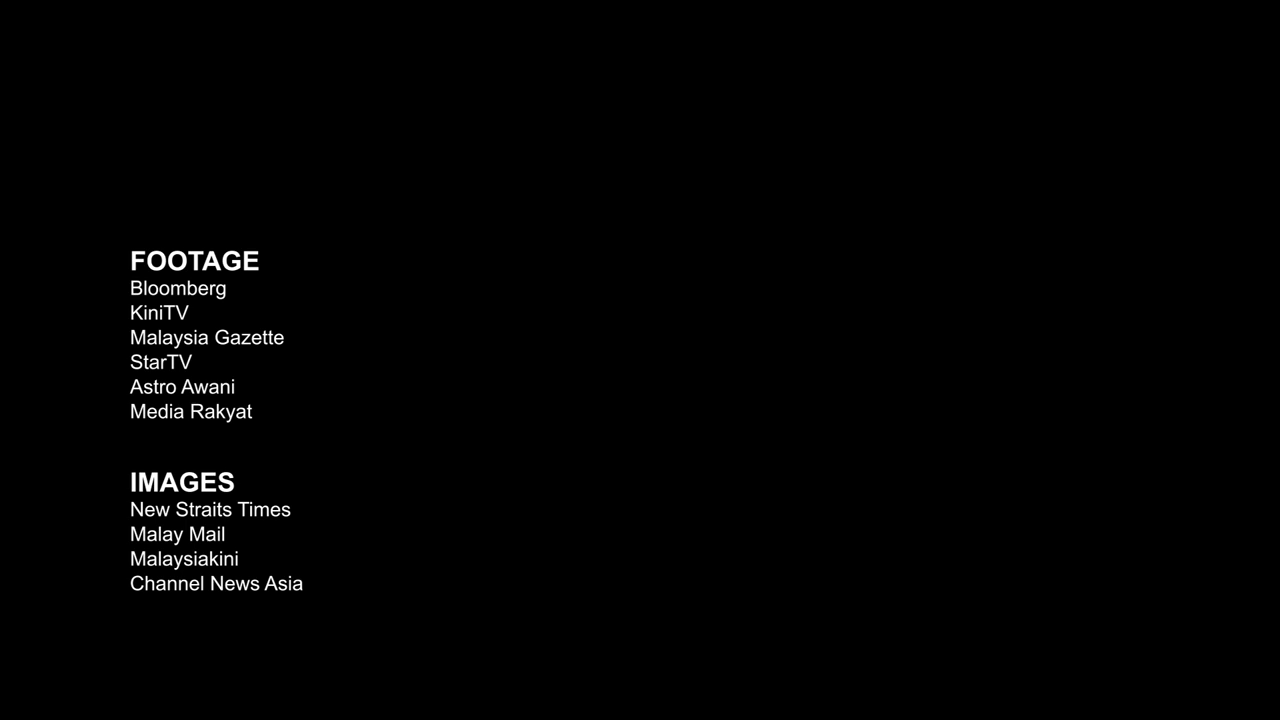 FOOTAGE
Bloomberg
KiniTV
Malaysia Gazette
StarTV
Astro Awani
Media Rakyat
IMAGES
New Straits Times
Malay Mail
Malaysiakini
Channel News Asia